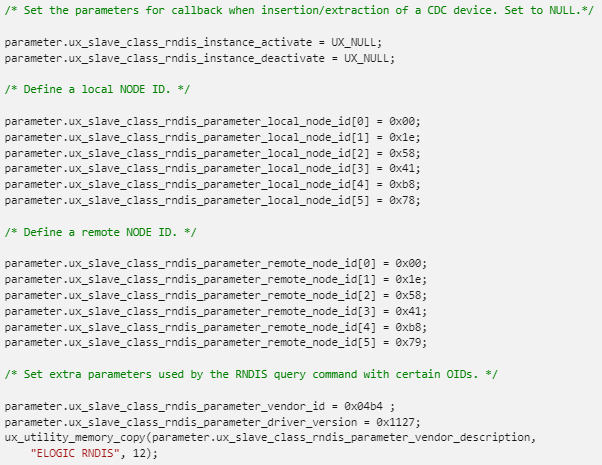 /* Set the parameters for callback when insertion/extraction of a CDC device. Set to NULL.*/
parameter.ux_slave_class_rndis_instance_activate = UX_NULL;
parameter.ux_slave_class_rndis_instance_deactivate = UX_NULL;
/* Define a local NODE ID. */
parameter.ux_slave_class_rndis_parameter_local_node_id[0] = 0x00;
parameter.ux_slave_class_rndis_parameter_local_node_id[1] = 0x1e;
parameter.ux_slave_class_rndis_parameter_local_node_id[2] = 0x58;
parameter.ux_slave_class_rndis_parameter_local_node_id[3] = 0x41;
parameter.ux_slave_class_rndis_parameter_local_node_id[4] = 0xb8;
parameter.ux_slave_class_rndis_parameter_local_node_id[5] = 0x78;
/* Define a remote NODE ID. */
parameter.ux_slave_class_rndis_parameter_remote_node_id[0] = 0x00;
parameter.ux_slave_class_rndis_parameter_remote_node_id[1] = 0x1e;
parameter.ux_slave_class_rndis_parameter_remote_node_id[2] = 0x58;
parameter.ux_slave_class_rndis_parameter_remote_node_id[3] = 0x41;
parameter.ux_slave_class_rndis_parameter_remote_node_id[4] = 0xb8;
parameter.ux_slave_class_rndis_parameter_remote_node_id[5] = 0x79;
/* Set extra parameters used by the RNDIS query command with certain OIDs. */
parameter.ux_slave_class_rndis_parameter_vendor_id = 0x04b4 ;
parameter.ux_slave_class_rndis_parameter_driver_version = 0x1127;
ux_utility_memory_copy(parameter.ux_slave_class_rndis_parameter_vendor_description,
"ELOGIC RNDIS", 12);